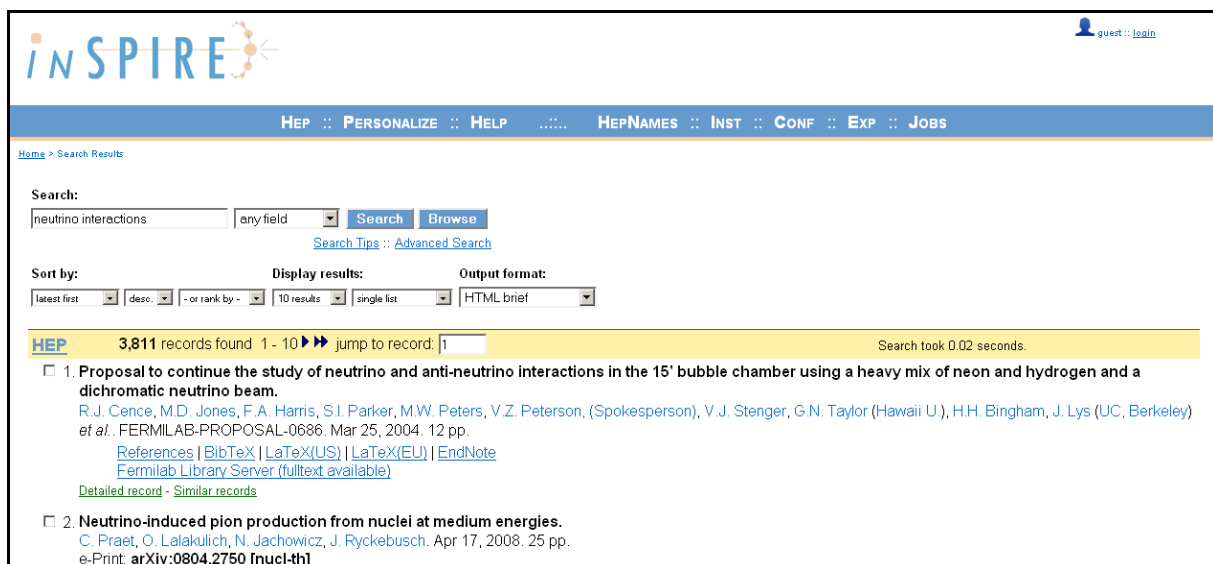 inSPIRE
guest :: login
HEP :: PERSONALIZE :: HELP ..::.. HEPNAMES :: INST :: CONF :: EXP :: JOBS
Home > Search Results
Search:
neutrino interactions any field Search Browse
Search Tips :: Advanced Search
Sort by: Display results: Output format:
latest first desc. - or rank by - 10 results single list HTML brief
HEP 3,811 records found 1 - 10 jump to record: 1 Search took 0.02 seconds.
1. Proposal to continue the study of neutrino and anti-neutrino interactions in the 15' bubble chamber using a heavy mix of neon and hydrogen and a
dichromatic neutrino beam.
R.J. Cence, M.D. Jones, F.A. Harris, S.I. Parker, M.W. Peters, V.Z. Peterson, (Spokesperson), V.J. Stenger, G.N. Taylor (Hawaii U.), H.H. Bingham, J. Lys (UC, Berkeley)
et al.. FERMILAB-PROPOSAL-0686. Mar 25, 2004. 12 pp.
References | BibTeX | LaTeX(US) | LaTeX(EU) | EndNote
Fermilab Library Server (fulltext available)
Detailed record - Similar records
2. Neutrino-induced pion production from nuclei at medium energies.
C. Praet, O. Lalakulich, N. Jachowicz, J. Ryckebusch. Apr 17, 2008. 25 pp.
e-Print: arXiv:0804.2750 [nucl-th]